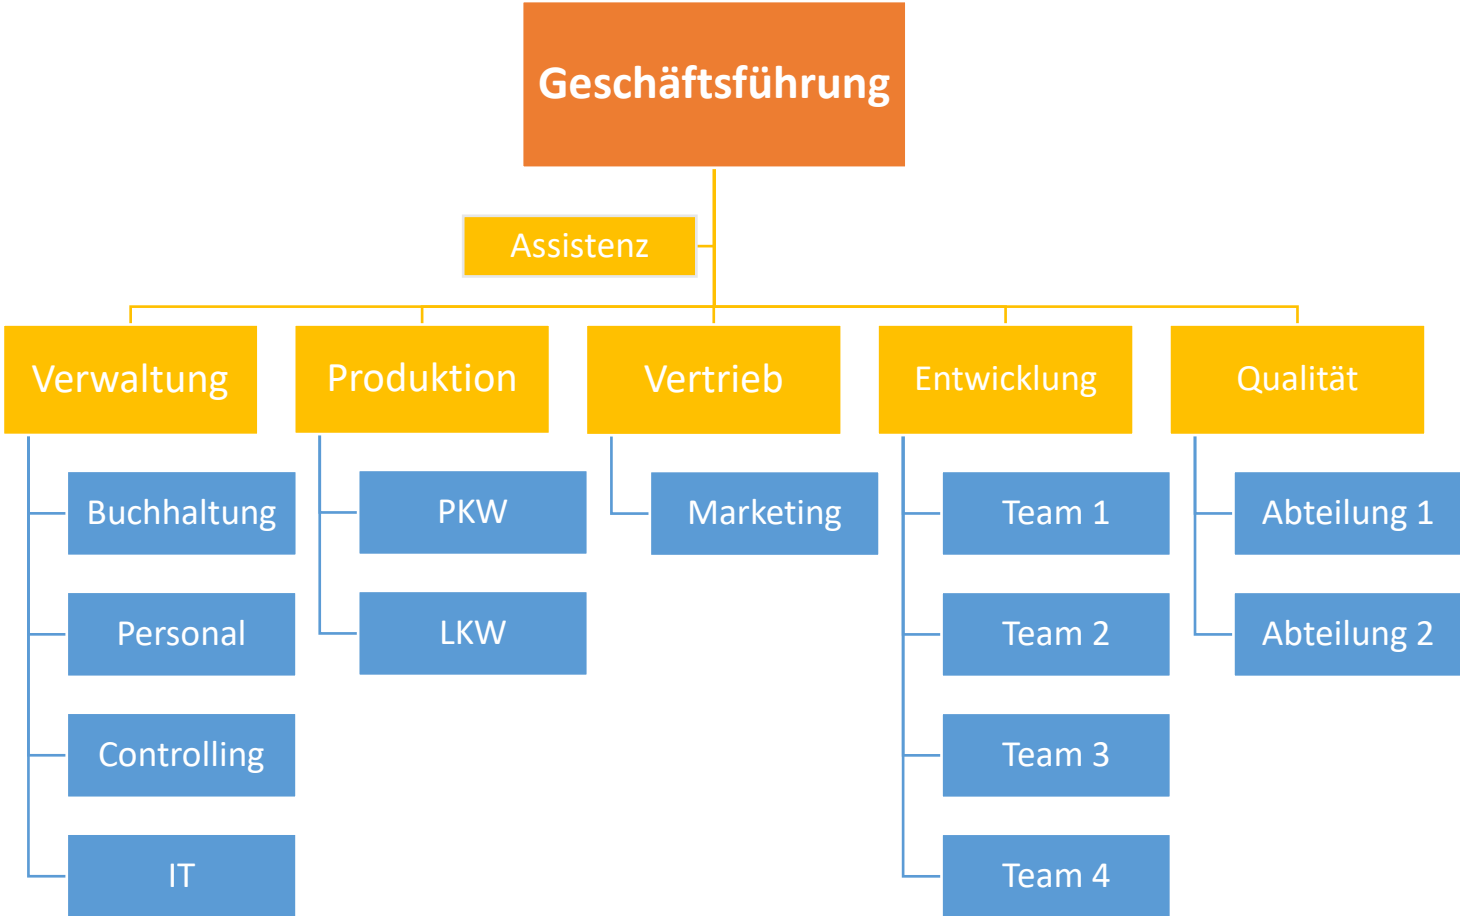 Geschäftsführung
Assistenz
Verwaltung
Produktion
Vertrieb
Entwicklung
Qualität
Buchhaltung
PKW
Marketing
Team 1
Abteilung 1
Personal
LKW
Team 2
Abteilung 2
Controlling
Team 3
IT
Team 4